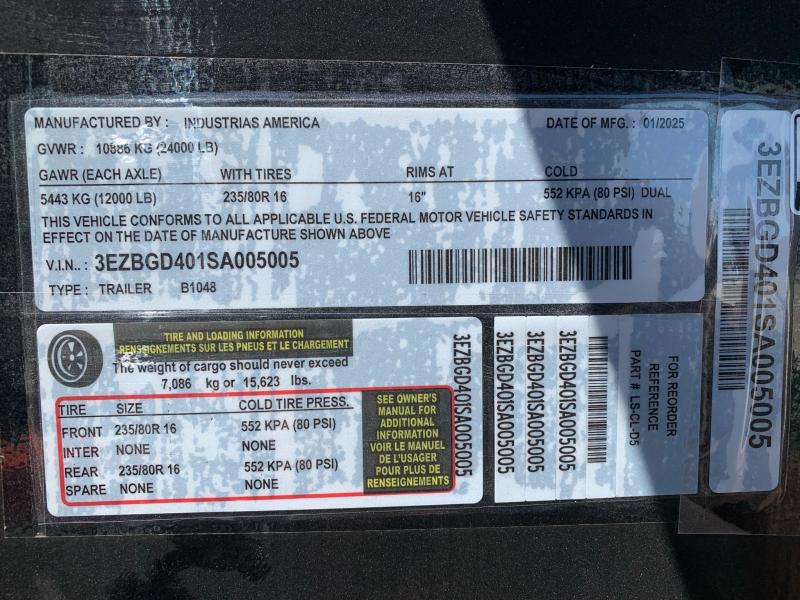 MANUFACTURED BY : INDUSTRIAS AMERICA DATE OF MFG. : 01/2025
GVWR : 10886 KG (24000 LB)
GAWR (EACH AXLE) WITH TIRES RIMS AT COLD
5443 KG (12000 LB) 235/80R 16 16" 552 KPA (80 PSI) DUAL
THIS VEHICLE CONFORMS TO ALL APPLICABLE U.S. FEDERAL MOTOR VEHICLE SAFETY STANDARDS IN
EFFECT ON THE DATE OF MANUFACTURE SHOWN ABOVE
V.I.N.. : 3EZBGD401SA005005
TYPE : TRAILER B1048
TIRE AND LOADING INFORMATION
RENSEIGNEMENTS SUR LES PNEUS ET LE CHARGEMENT
The weight of cargo should never exceed
7,086 kg or 15,623 lbs.
TIRE SIZE COLD TIRE PRESS.
FRONT 235/80R 16 552 KPA (80 PSI)
INTER NONE NONE
REAR 235/80R 16 552 KPA (80 PSI)
SPARE NONE NONE
SEE OWNER'S
MANUAL FOR
ADDITIONAL
INFORMATION
VOIR LE MANUEL
DE L'USAGER
POUR PLUS DE
RENSEIGNEMENTS
3EZBGD401SA005005
3EZBGD401SA005005
3EZBGD401SA005005
3EZBGD401SA005005
FOR REORDER
REFERENCE
PART # LS-CL-D5
3EZBGD401SA005005